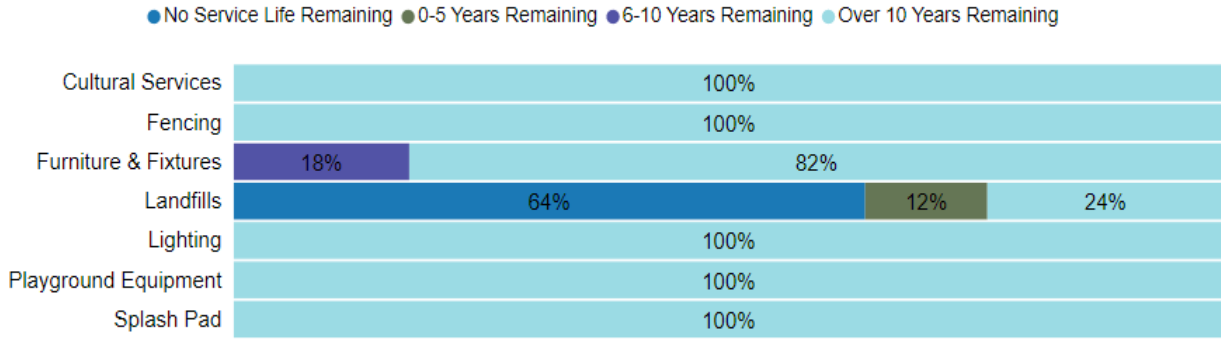 No Service Life Remaining 0-5 Years Remaining 6-10 Years Remaining Over 10 Years Remaining
Cultural Services 100%
Fencing 100%
Furniture & Fixtures 18% 82%
Landfills 64% 12% 24%
Lighting 100%
Playground Equipment 100%
Splash Pad 100%